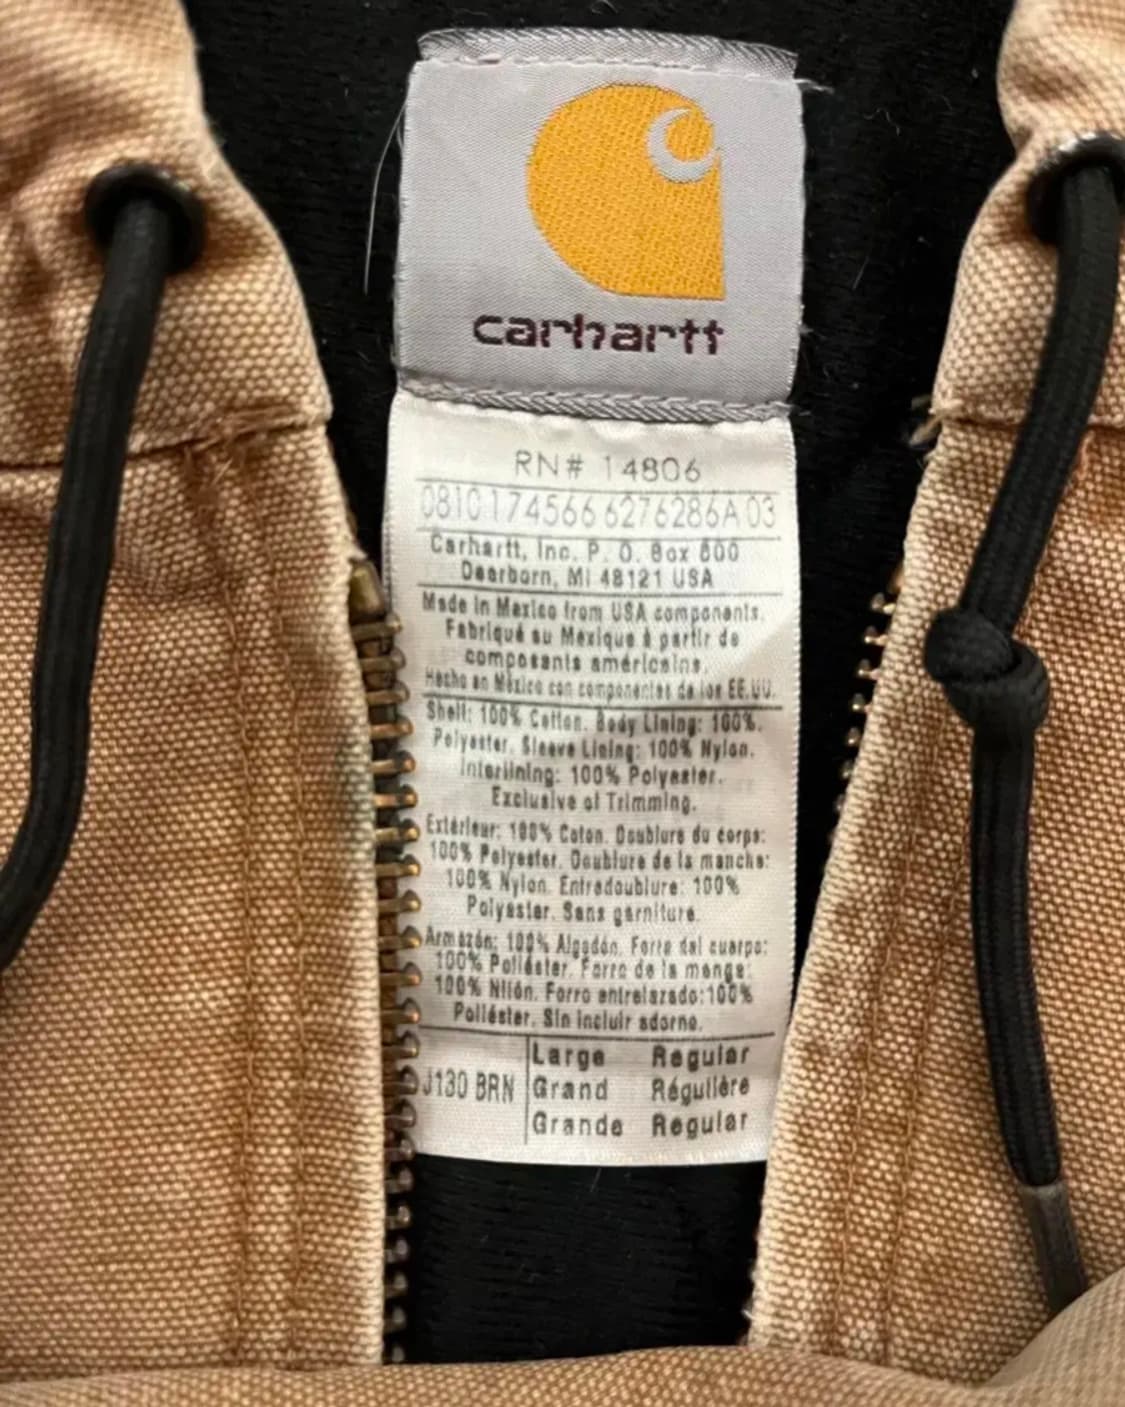 carhartt
RN# 14806
0810174566 6276286A 03
Carhartt, Inc. P. O. Box 600
Dearborn, MI 48121 USA
Made in Mexico from USA components.
Fabriqué au Mexique à partir de
composants américains.
Hecho en México con componentes de los EE.UU.
Shell: 100% Cotton. Body Lining: 100%.
Polyester. Sleeve Lining: 100% Nylon.
Interlining: 100% Polyester.
Exclusive of Trimming.
Extérieur: 100% Coton. Doublure du corps:
100% Polyester. Doublure de la manche:
100% Nylon. Entredoublure: 100%
Polyester. Sans garniture.
Armazón: 100% Algodón. Forro del cuerpo:
100% Poliéster. Forro de la manga:
100% Nilón. Forro entrelazado:100%
Poliéster. Sin incluir adorno.
J130 BRN
Large Regular
Grand Régulière
Grande Regular